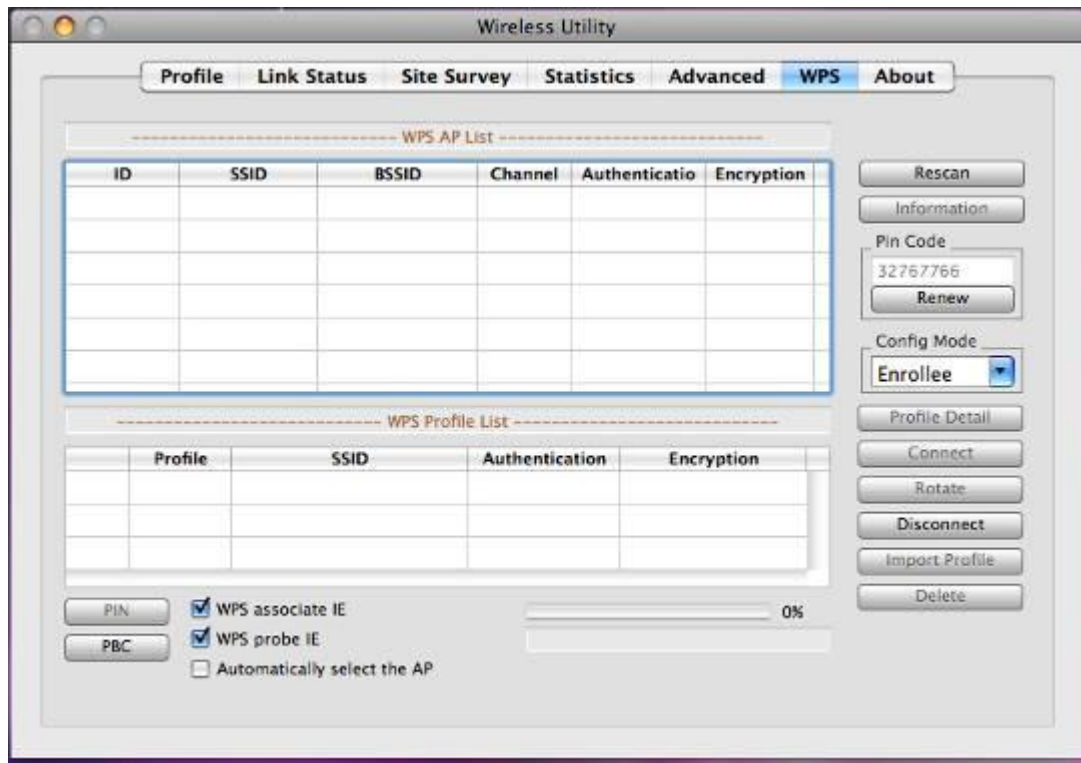 Wireless Utility
Profile Link Status Site Survey Statistics Advanced WPS About
---------------------------- WPS AP List ----------------------------
ID SSID BSSID Channel Authenticatio Encryption
Rescan
Information
Pin Code
32767766
Renew
Config Mode
Enrollee
---------------------------- WPS Profile List ----------------------------
Profile SSID Authentication Encryption
Profile Detail
Connect
Rotate
Disconnect
Import Profile
Delete
PIN
PBC
WPS associate IE
WPS probe IE
Automatically select the AP
0%